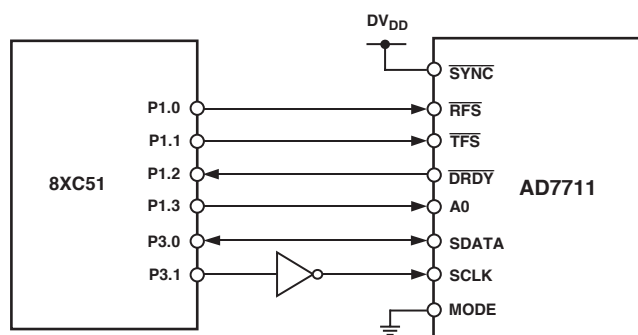 DVDD
SYNC
P1.0
RFS
P1.1
TFS
8XC51
P1.2
DRDY
AD7711
P1.3
A0
P3.0
SDATA
P3.1
SCLK
MODE